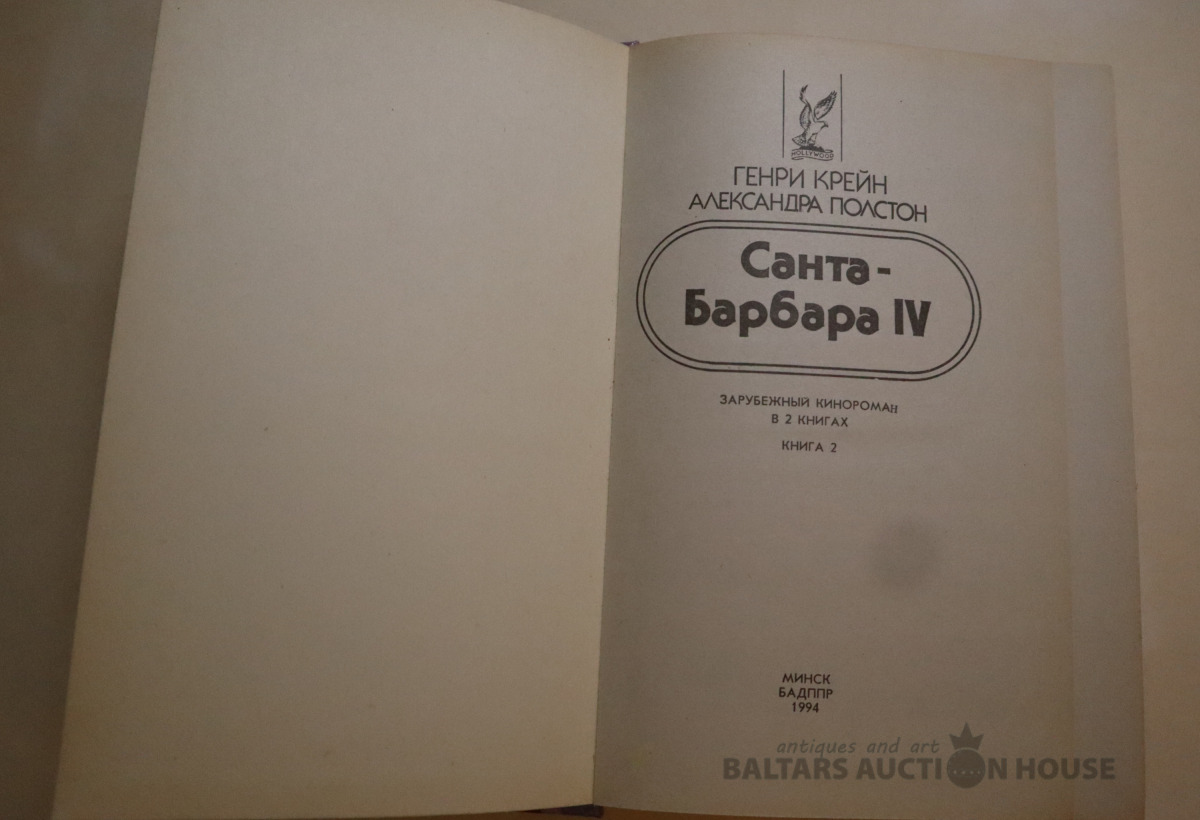 HOLLYWOOD
ГЕНРИ КРЕЙН
АЛЕКСАНДРА ПОЛСТОН
Санта-
Барбара IV
ЗАРУБЕЖНЫЙ КИНОРОМАН
В 2 КНИГАХ
КНИГА 2
МИНСК
БАДППР
1994
antiques and art
BALTARS AUCTION HOUSE